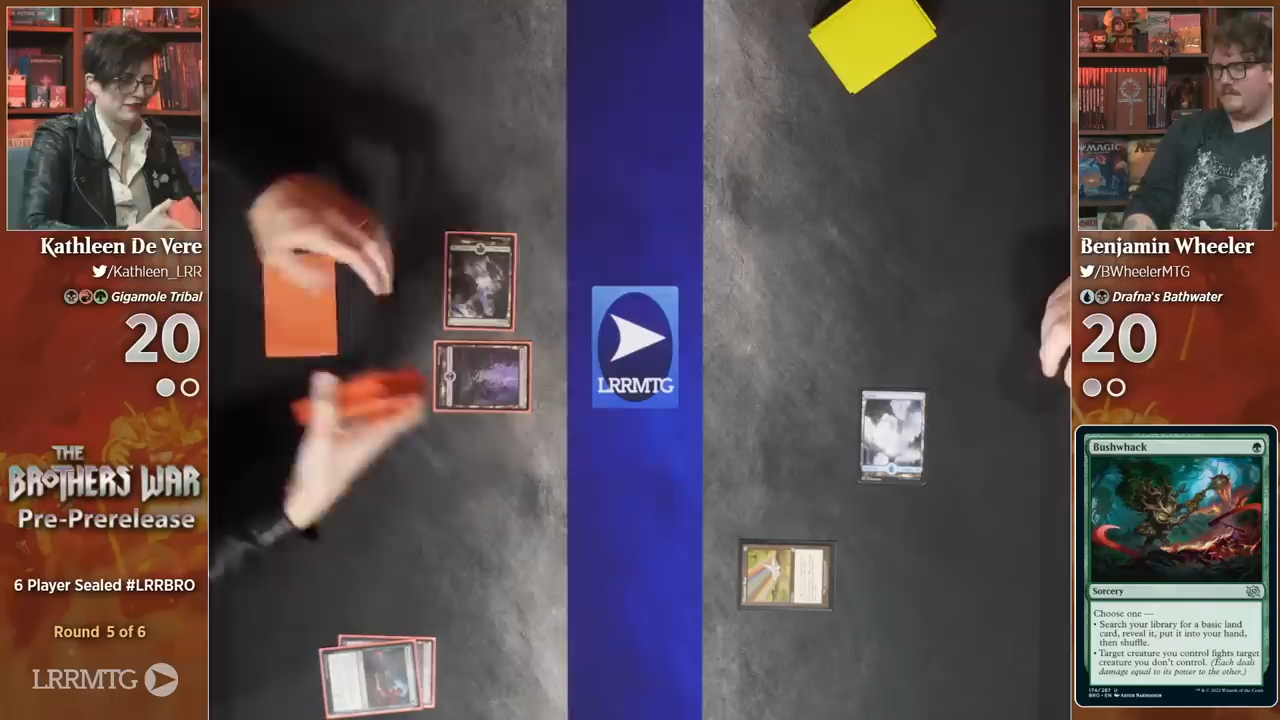 Kathleen De Vere
/Kathleen_LRR
Gigamole Tribal
20
THE
BROTHERS' WAR
Pre-Prerelease
6 Player Sealed #LRRBRO
Round 5 of 6
LRRMTG
LRRMTG
MAGIC
Benjamin Wheeler
/BWheelerMTG
Drafna's Bathwater
20
Bushwhack
Sorcery
Choose one —
• Search your library for a basic land
card, reveal it, put it into your hand,
then shuffle.
• Target creature you control fights target
creature you don't control. (Each deals
damage equal to its power to the other.)